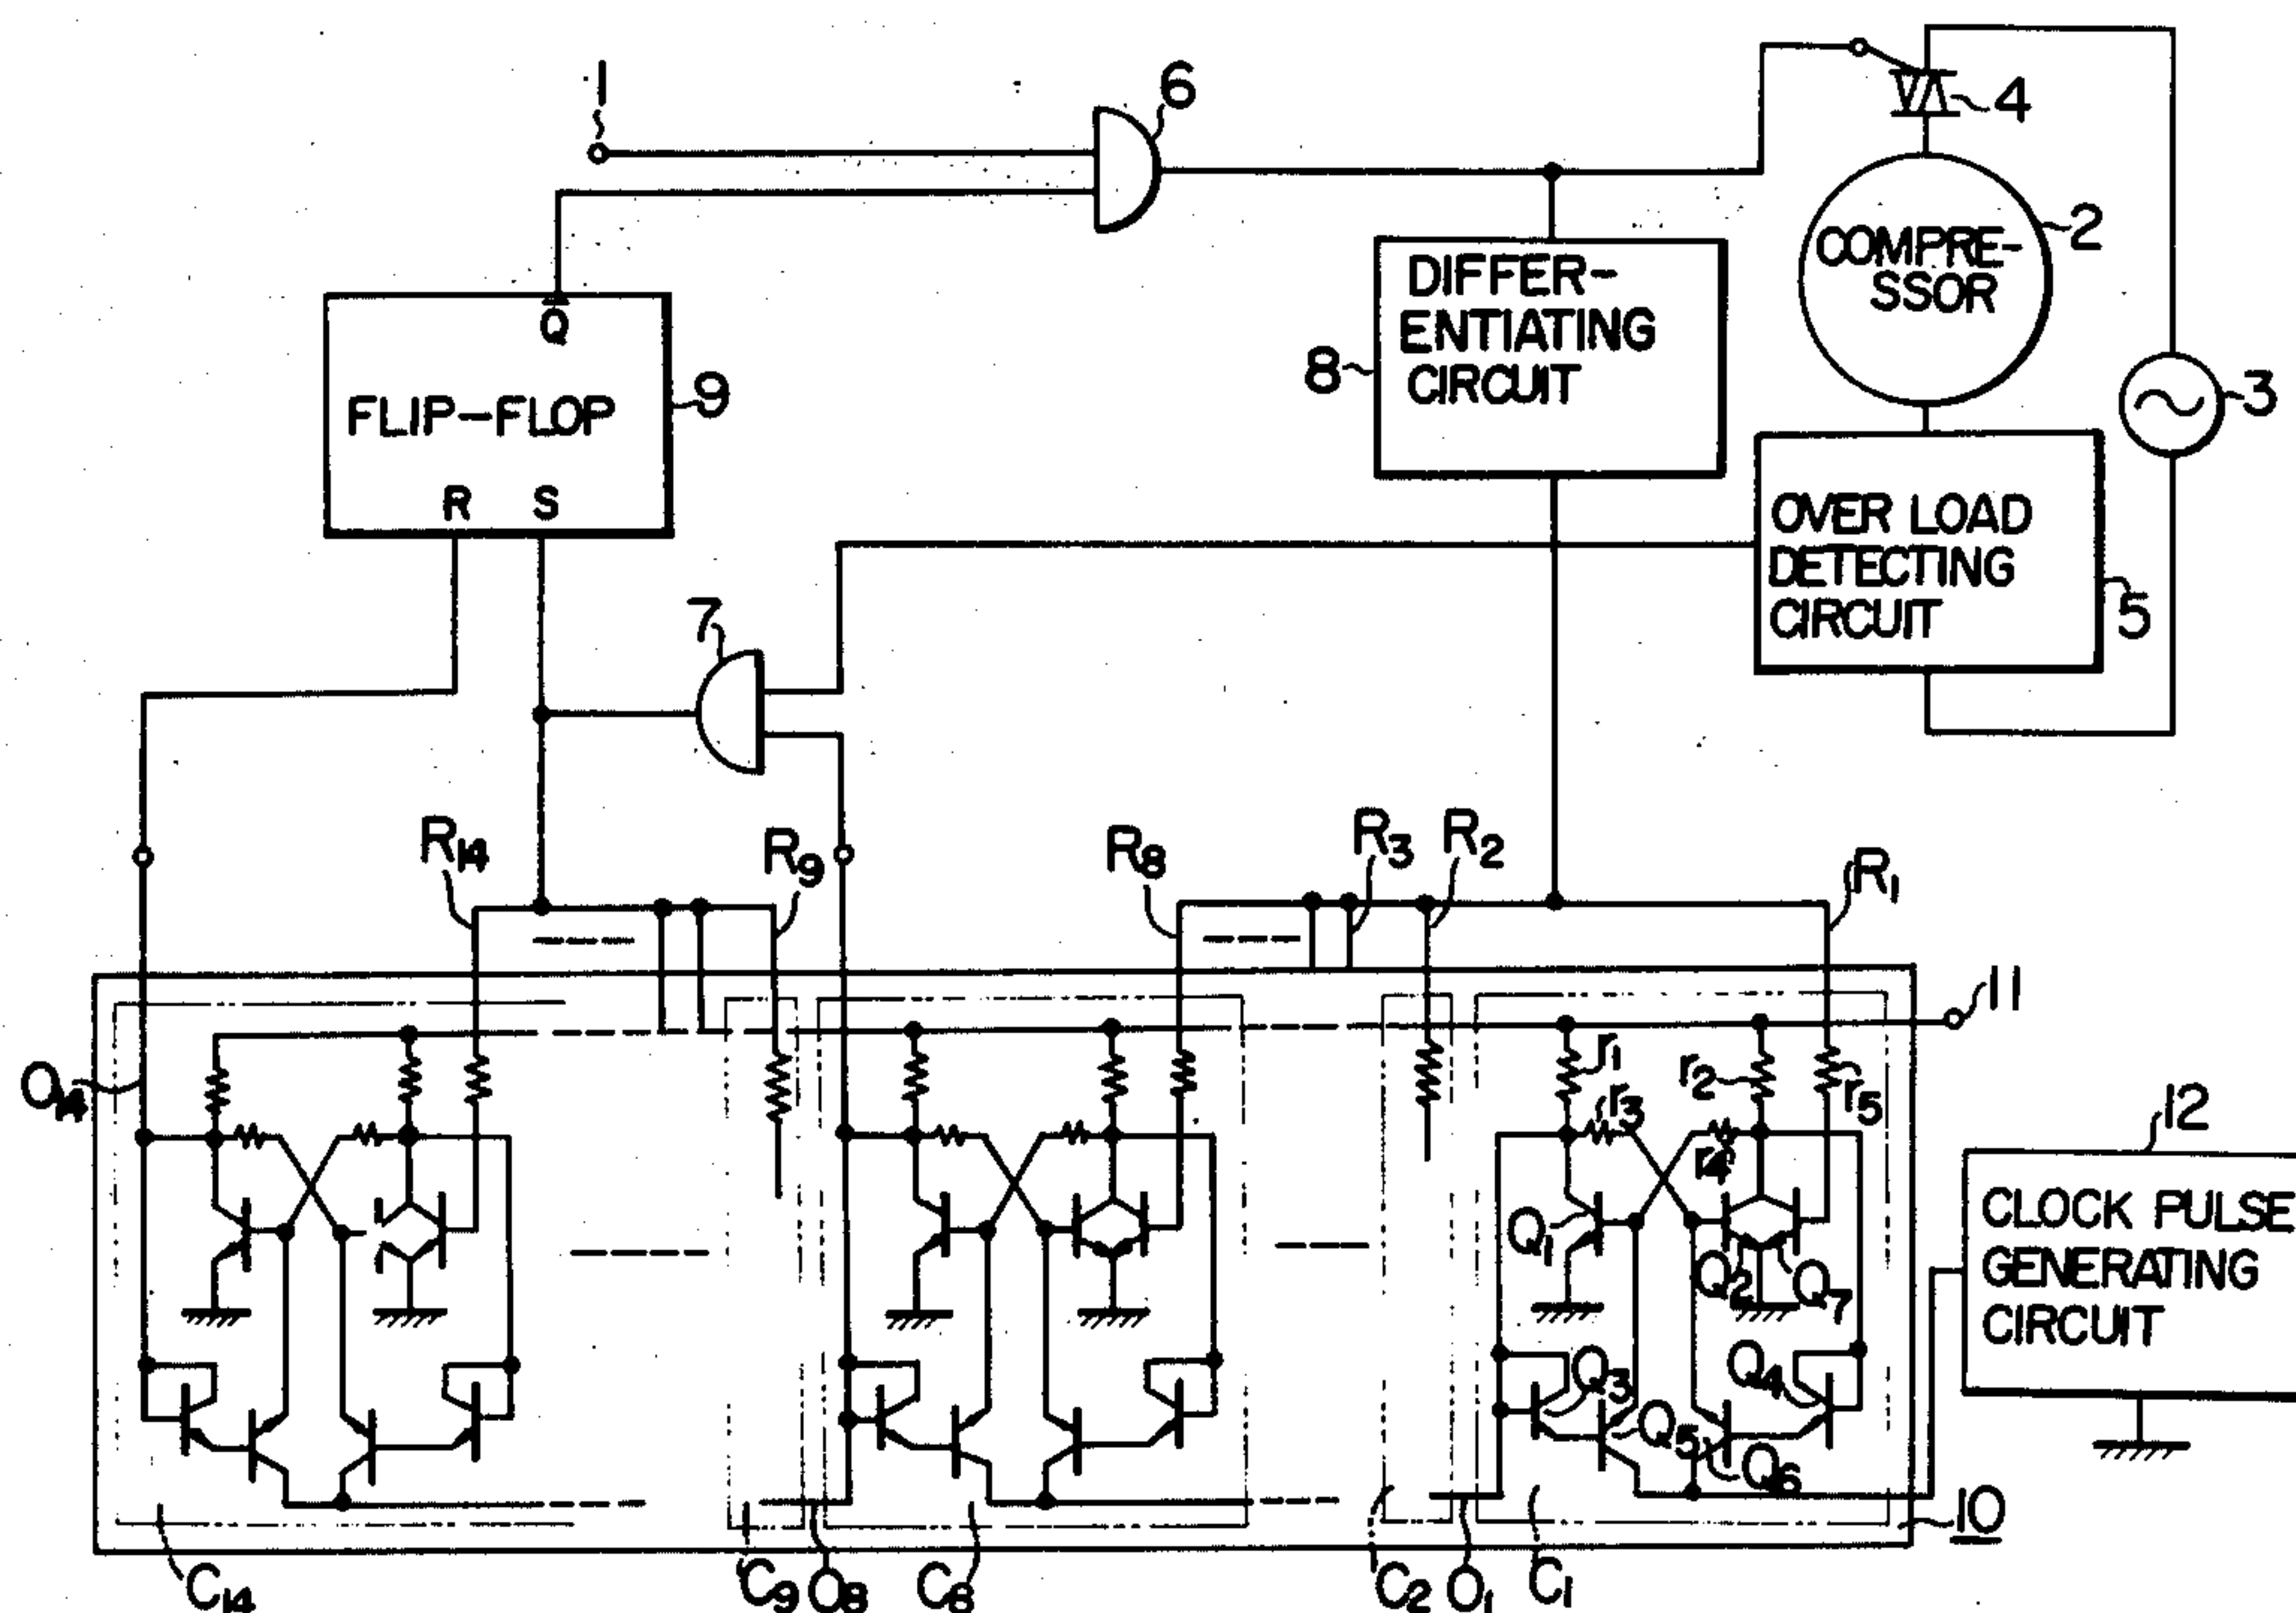 1
6
4
COMPRE-
SSOR
2
DIFFER-
ENTIATING
CIRCUIT
8
Q̅
FLIP-FLOP
9
R S
3
OVER LOAD
DETECTING
CIRCUIT
5
7
R14
R9
R8
R3
R2
R1
11
O14
r1
r2
r3
r4
r5
12
CLOCK PULSE
GENERATING
CIRCUIT
Q1
Q2
Q7
Q3
Q4
Q5
Q6
10
C14
C9
O8
C8
C2
O1
C1